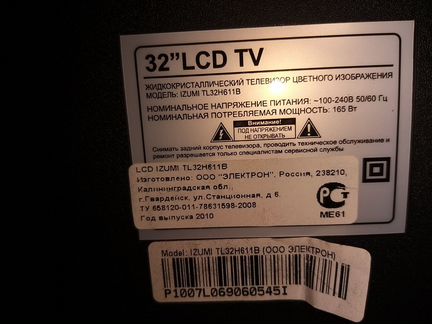 32”LCD TV
ЖИДКОКРИСТАЛЛИЧЕСКИЙ ТЕЛЕВИЗОР ЦВЕТНОГО ИЗОБРАЖЕНИЯ
МОДЕЛЬ: IZUMI TL32H611B
НОМИНАЛЬНОЕ НАПРЯЖЕНИЕ ПИТАНИЯ: ~100-240В 50/60 Гц
НОМИНАЛЬНАЯ ПОТРЕБЛЯЕМАЯ МОЩНОСТЬ: 165 Вт
Внимание!
ПОД НАПРЯЖЕНИЕМ
НЕ ОТКРЫВАТЬ
Снимать задний корпус телевизора, проводить техническое обслуживание и
ремонт разрешается только специалистам сервисной службы
LCD IZUMI TL32H611B
Изготовлено: ООО "ЭЛЕКТРОН", Россия, 238210,
Калининградская обл.,
г.Гвардейск, ул.Станционная, д 6.
ТУ 658120-011-78631598-2008
Год выпуска 2010
РСТ
МЕ61
Model: IZUMI TL32H611B (ООО ЭЛЕКТРОН)
P1007L069060545I